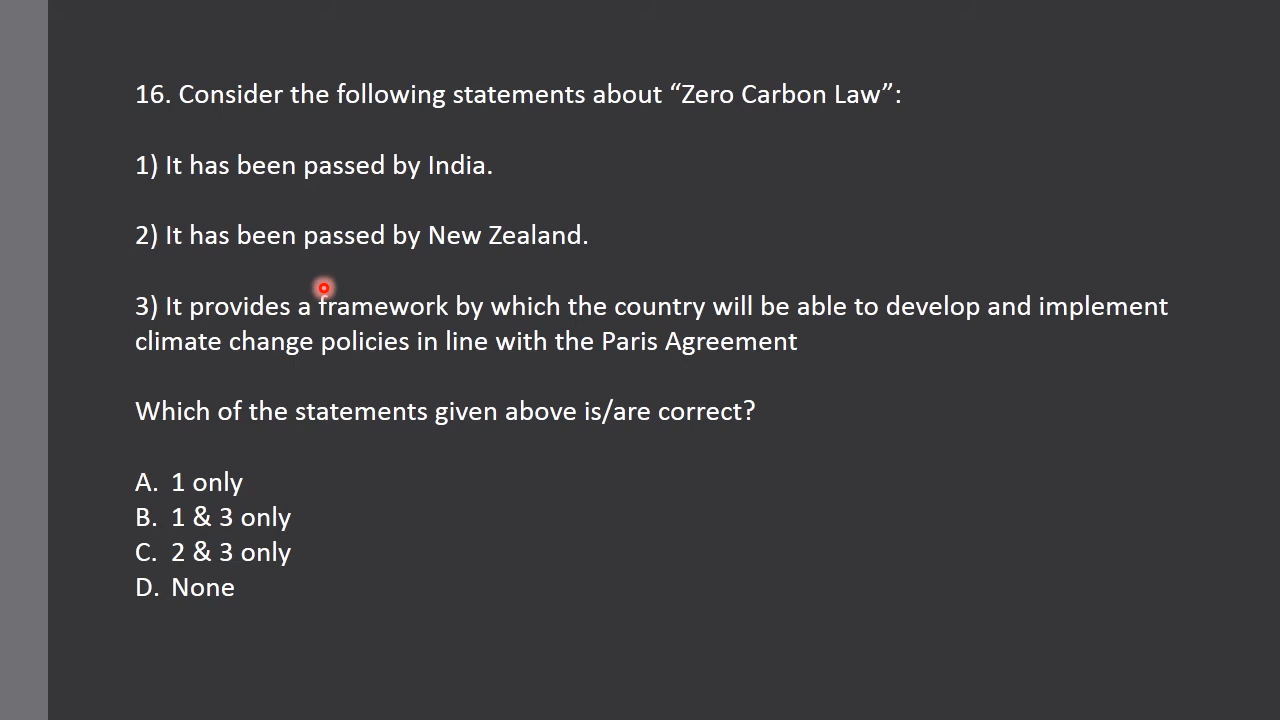 16. Consider the following statements about “Zero Carbon Law”:
1) It has been passed by India.
2) It has been passed by New Zealand.
3) It provides a framework by which the country will be able to develop and implement
climate change policies in line with the Paris Agreement
Which of the statements given above is/are correct?
A. 1 only
B. 1 & 3 only
C. 2 & 3 only
D. None